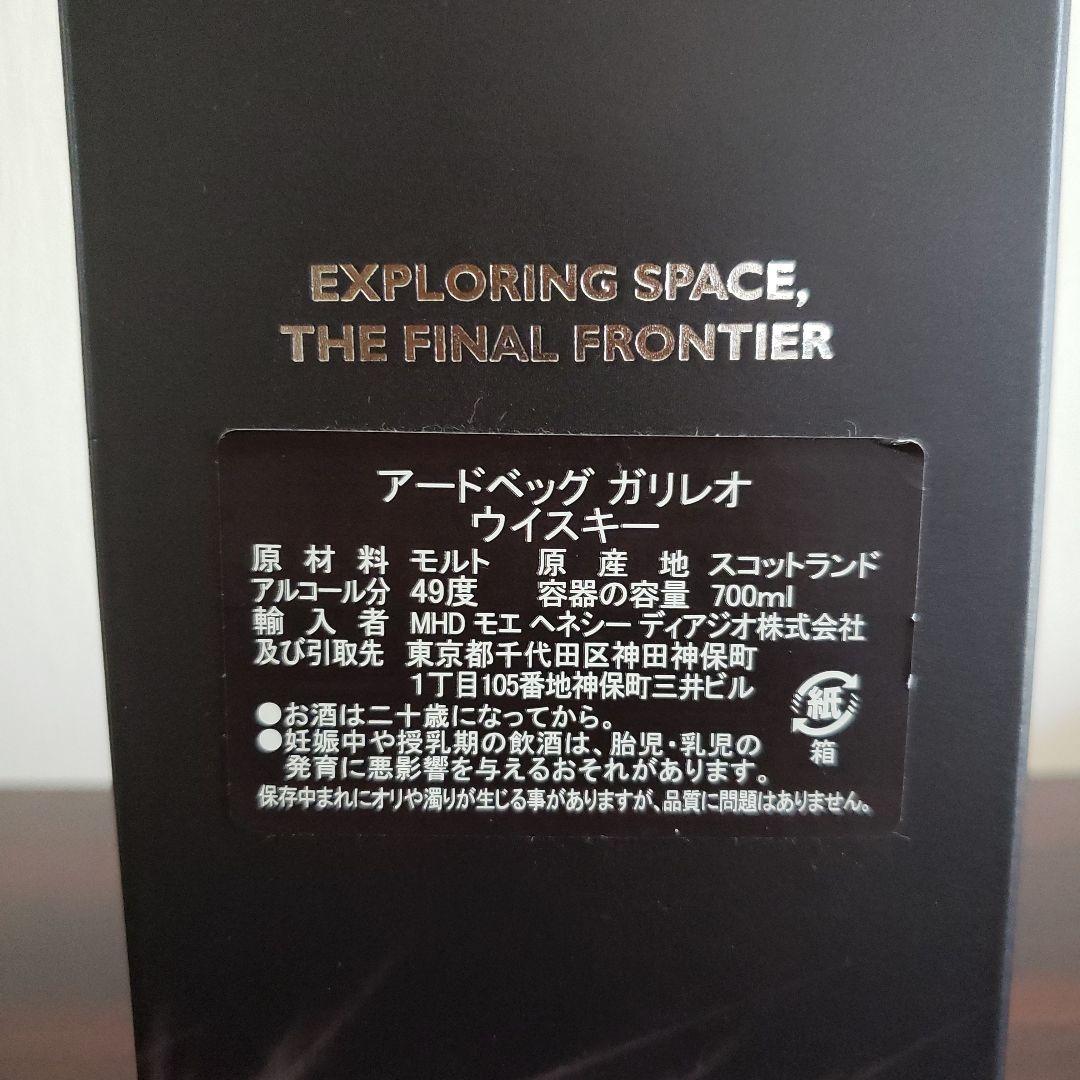 EXPLORING SPACE,
THE FINAL FRONTIER
アードベッグ ガリレオ
ウイスキー
原材料 モルト 原産地 スコットランド
アルコール分 49度 容器の容量 700ml
輸入者 MHD モエ ヘネシー ディアジオ株式会社
及び引取先 東京都千代田区神田神保町
1丁目105番地神保町三井ビル
●お酒は二十歳になってから。
●妊娠中や授乳期の飲酒は、胎児・乳児の
発育に悪影響を与えるおそれがあります。
保存中まれにオリや濁りが生じる事がありますが、品質に問題はありません。
紙
箱